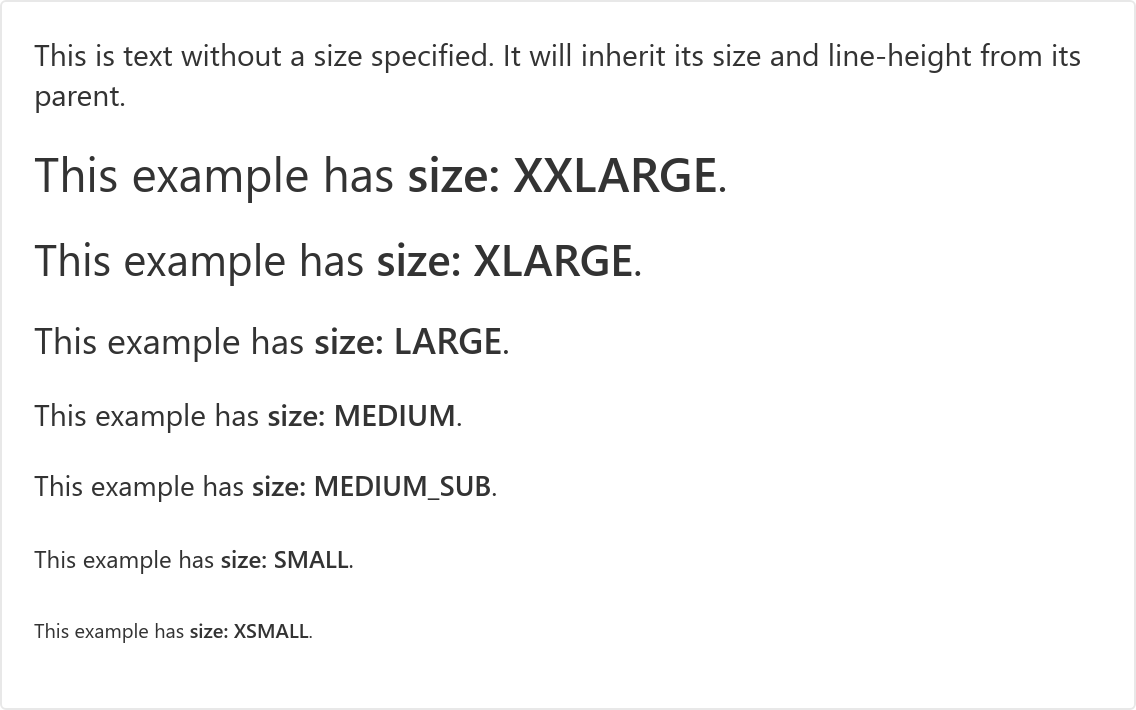 This is text without a size specified. It will inherit its size and line-height from its
parent.
This example has size: XXLARGE.
This example has size: XLARGE.
This example has size: LARGE.
This example has size: MEDIUM.
This example has size: MEDIUM_SUB.
This example has size: SMALL.
This example has size: XSMALL.